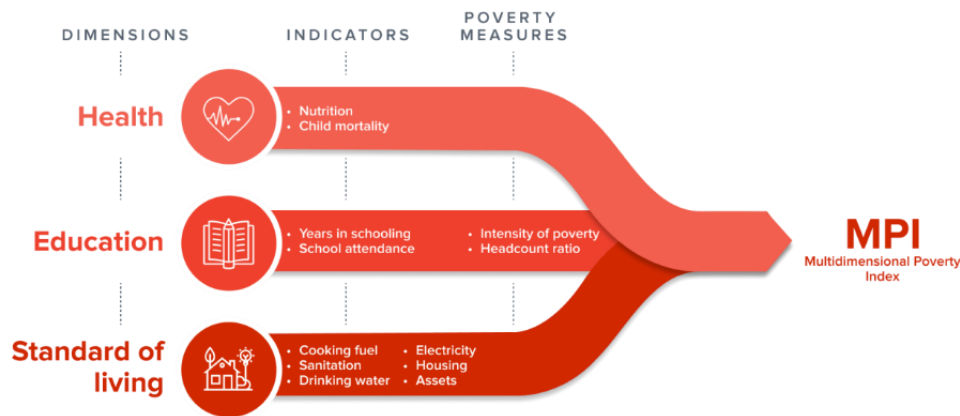 DIMENSIONS
INDICATORS
POVERTY
MEASURES
Health
• Nutrition
• Child mortality
Education
• Years in schooling
• School attendance
• Intensity of poverty
• Headcount ratio
Standard of
living
• Cooking fuel
• Sanitation
• Drinking water
• Electricity
• Housing
• Assets
MPI
Multidimensional Poverty
Index